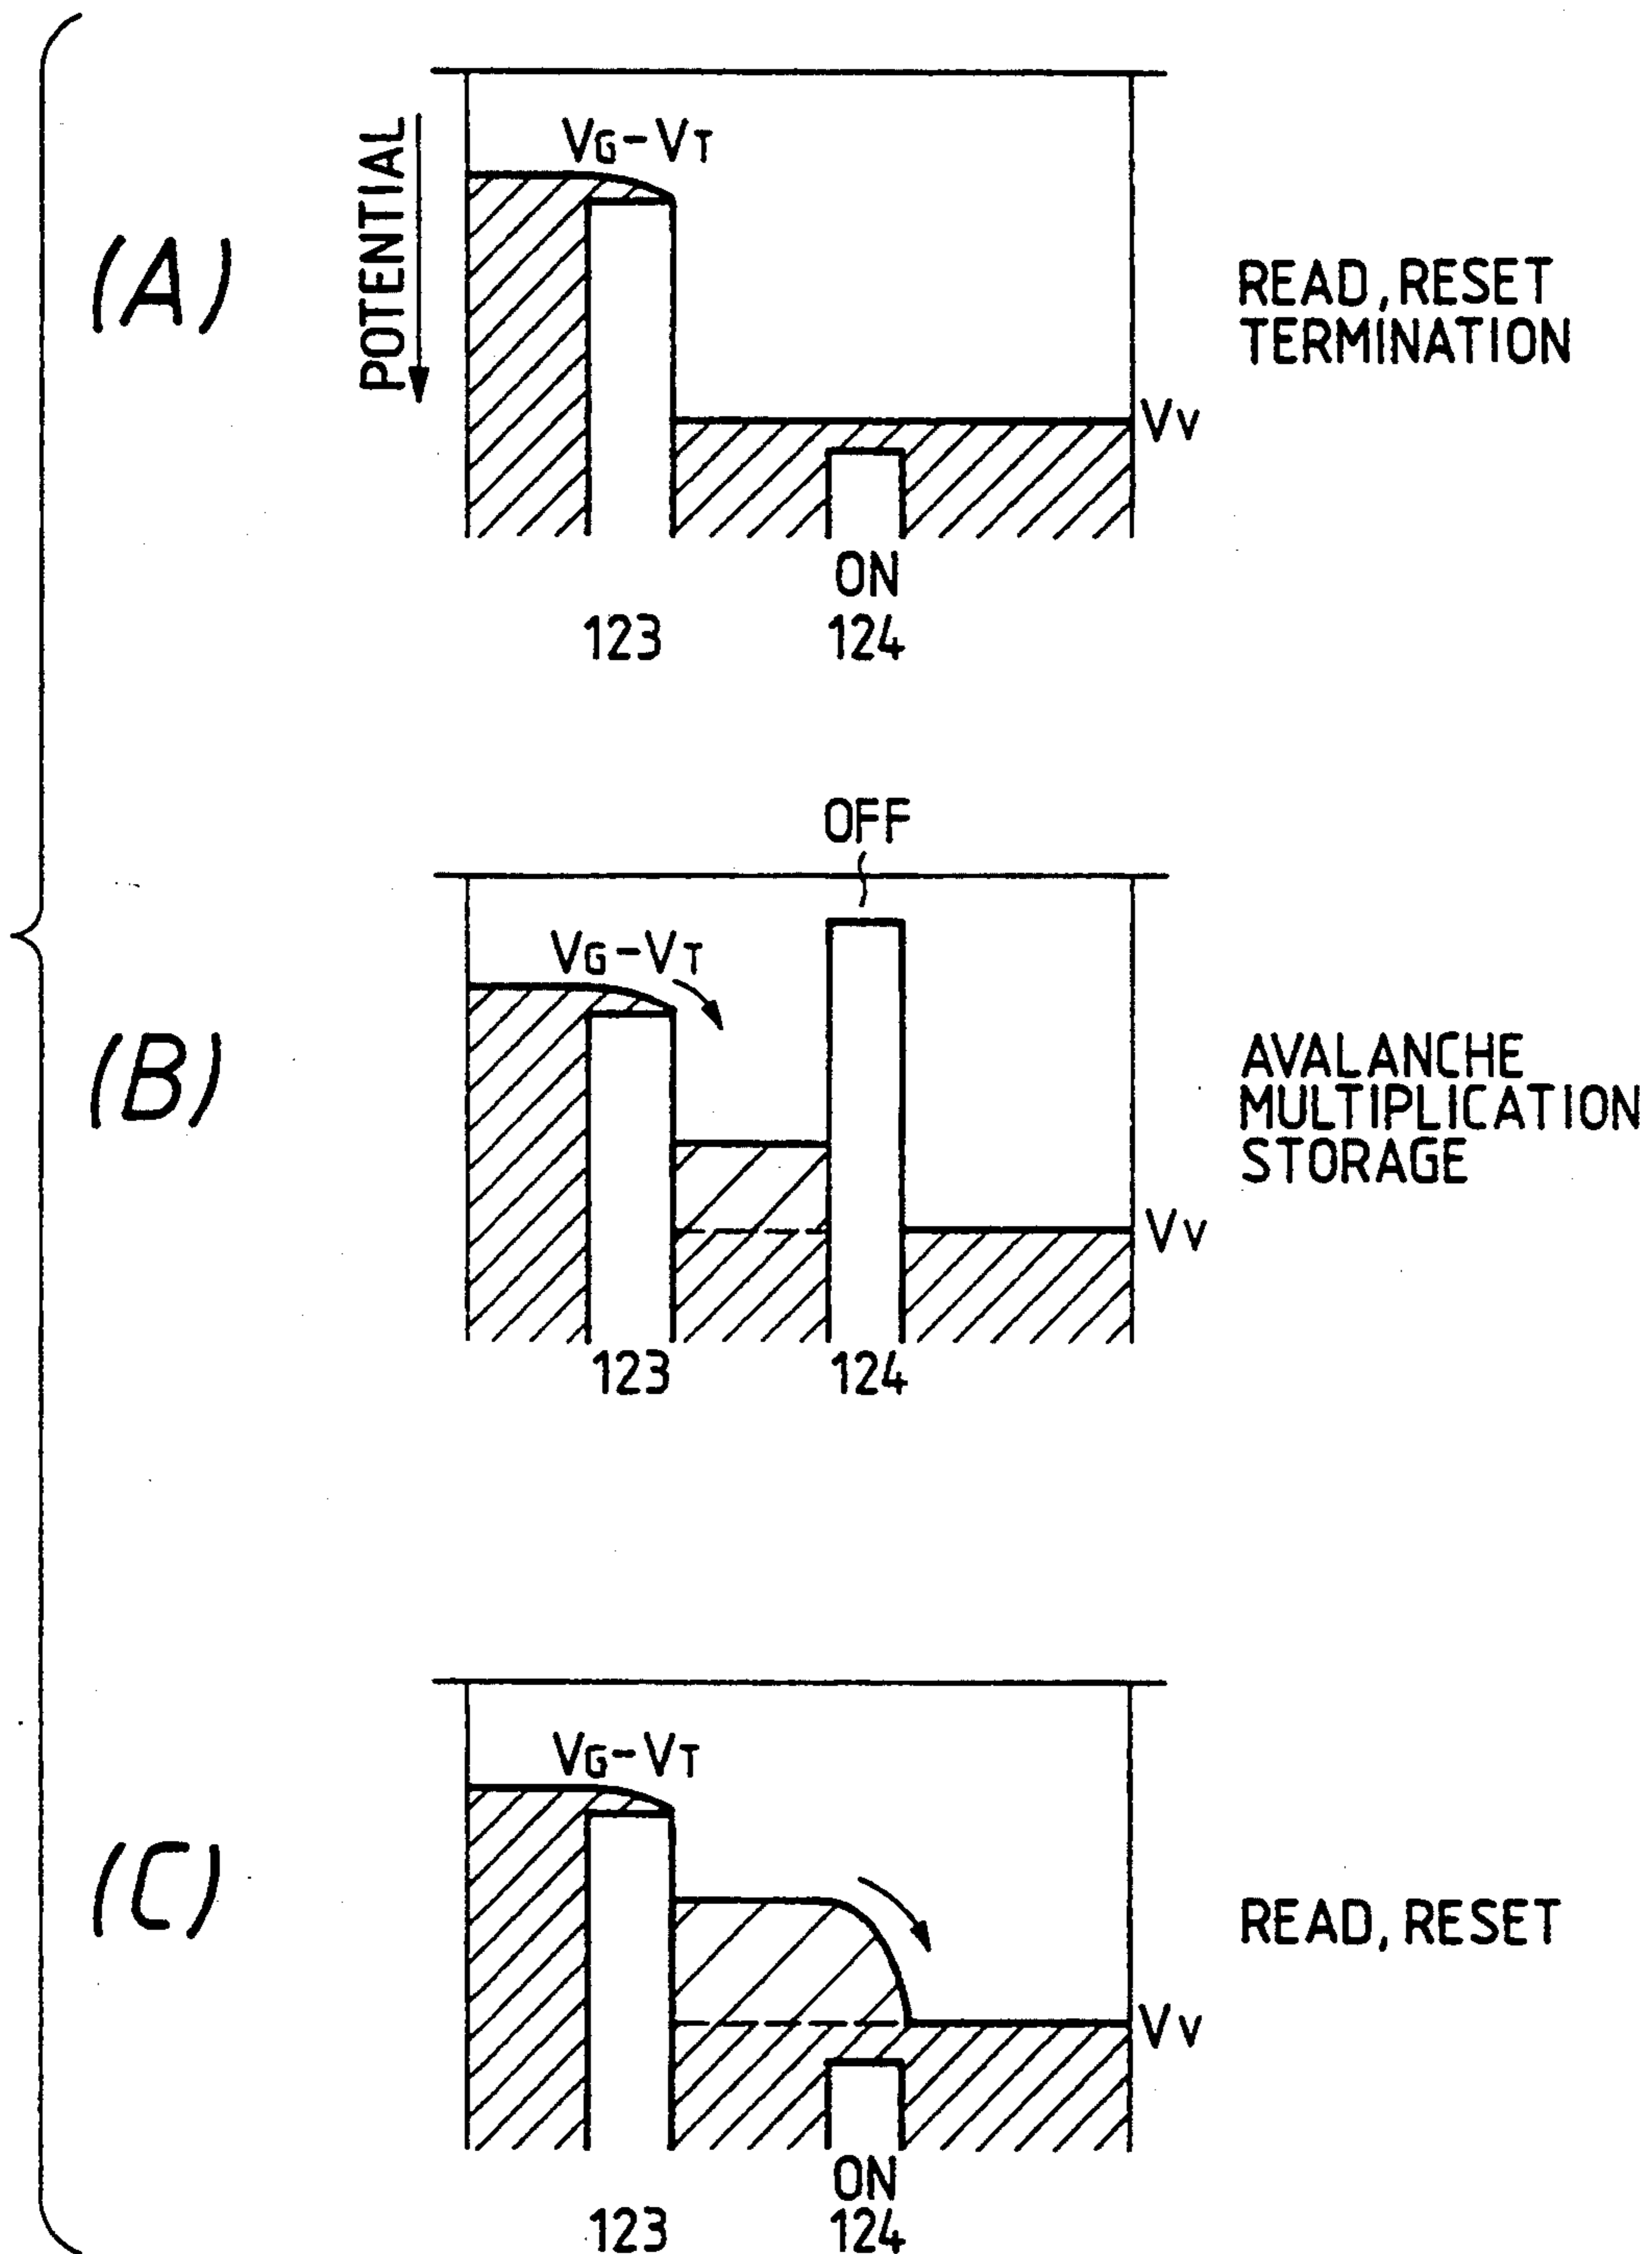 (A)
POTENTIAL
VG-VT
VV
READ, RESET
TERMINATION
ON
123
124
(B)
OFF
VG-VT
VV
AVALANCHE
MULTIPLICATION
STORAGE
123
124
(C)
VG-VT
VV
READ, RESET
ON
123
124